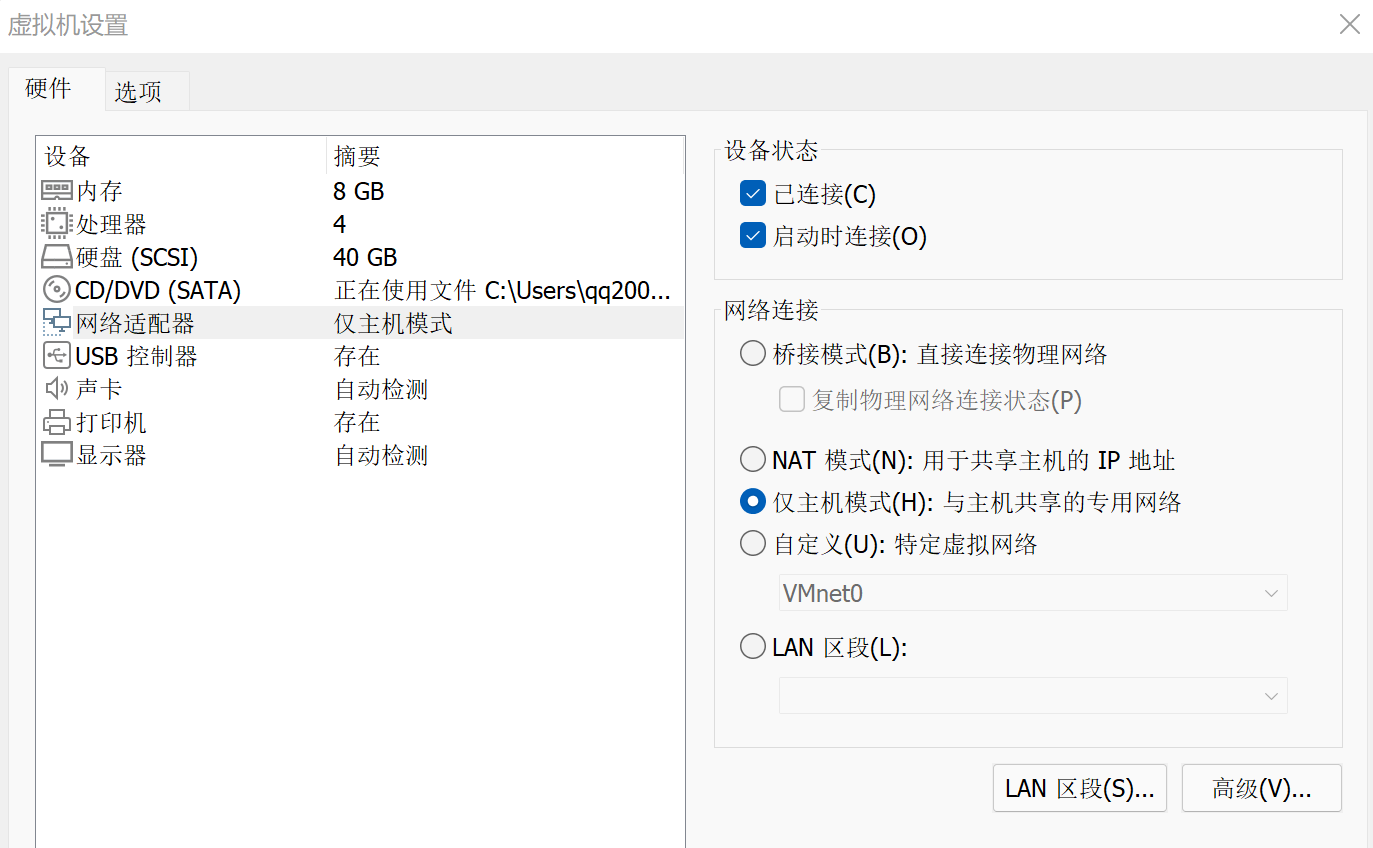 虚拟机设置
硬件
选项
设备 摘要
内存 8 GB
处理器 4
硬盘 (SCSI) 40 GB
CD/DVD (SATA) 正在使用文件 C:\Users\qq200...
网络适配器 仅主机模式
USB 控制器 存在
声卡 自动检测
打印机 存在
显示器 自动检测
设备状态
已连接(C)
启动时连接(O)
网络连接
桥接模式(B): 直接连接物理网络
复制物理网络连接状态(P)
NAT 模式(N): 用于共享主机的 IP 地址
仅主机模式(H): 与主机共享的专用网络
自定义(U): 特定虚拟网络
VMnet0
LAN 区段(L):
LAN 区段(S)... 高级(V)...